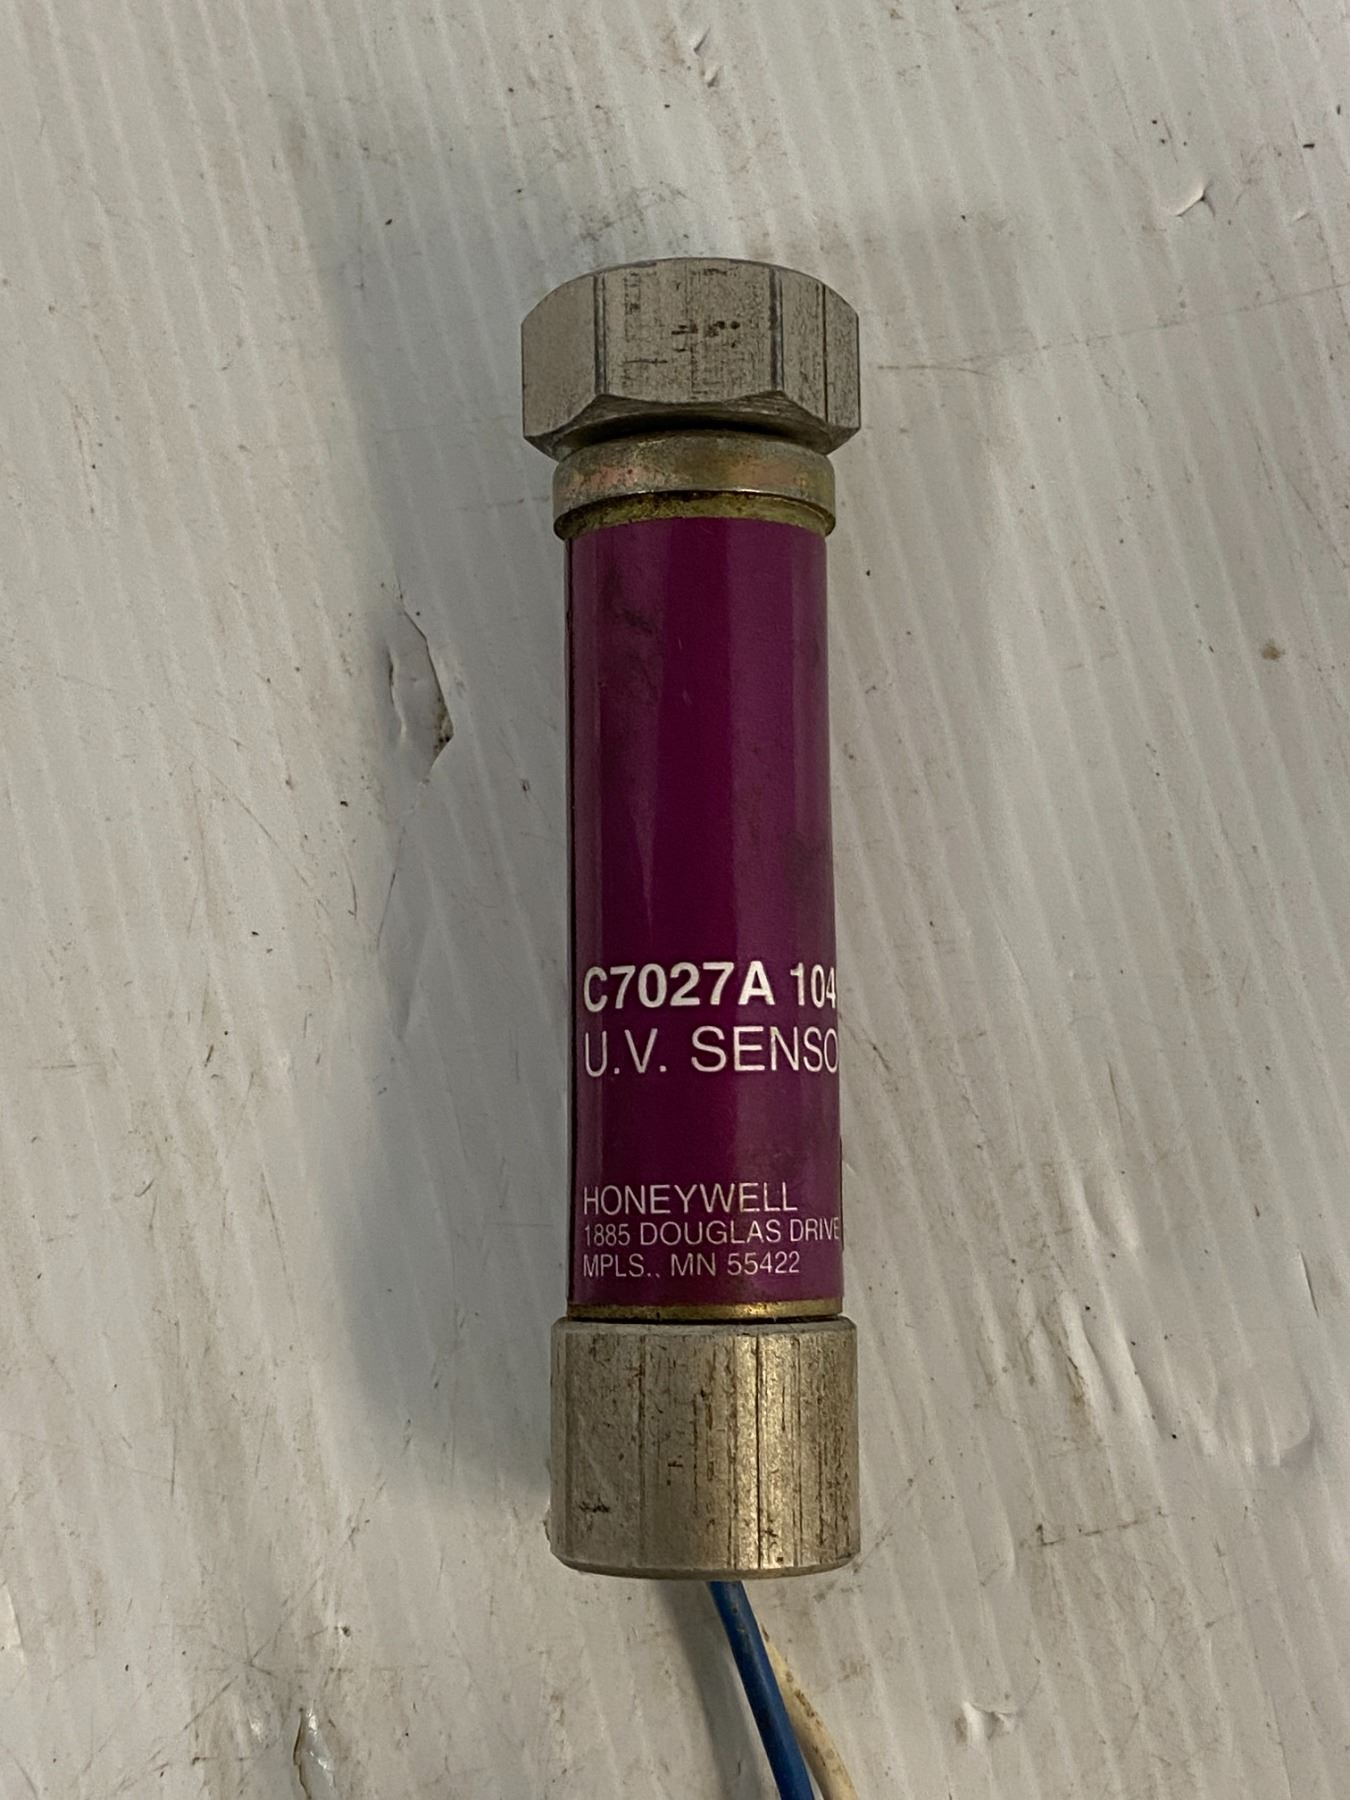 C7027A 104
U.V. SENSO
HONEYWELL
1885 DOUGLAS DRIVE
MPLS., MN 55422